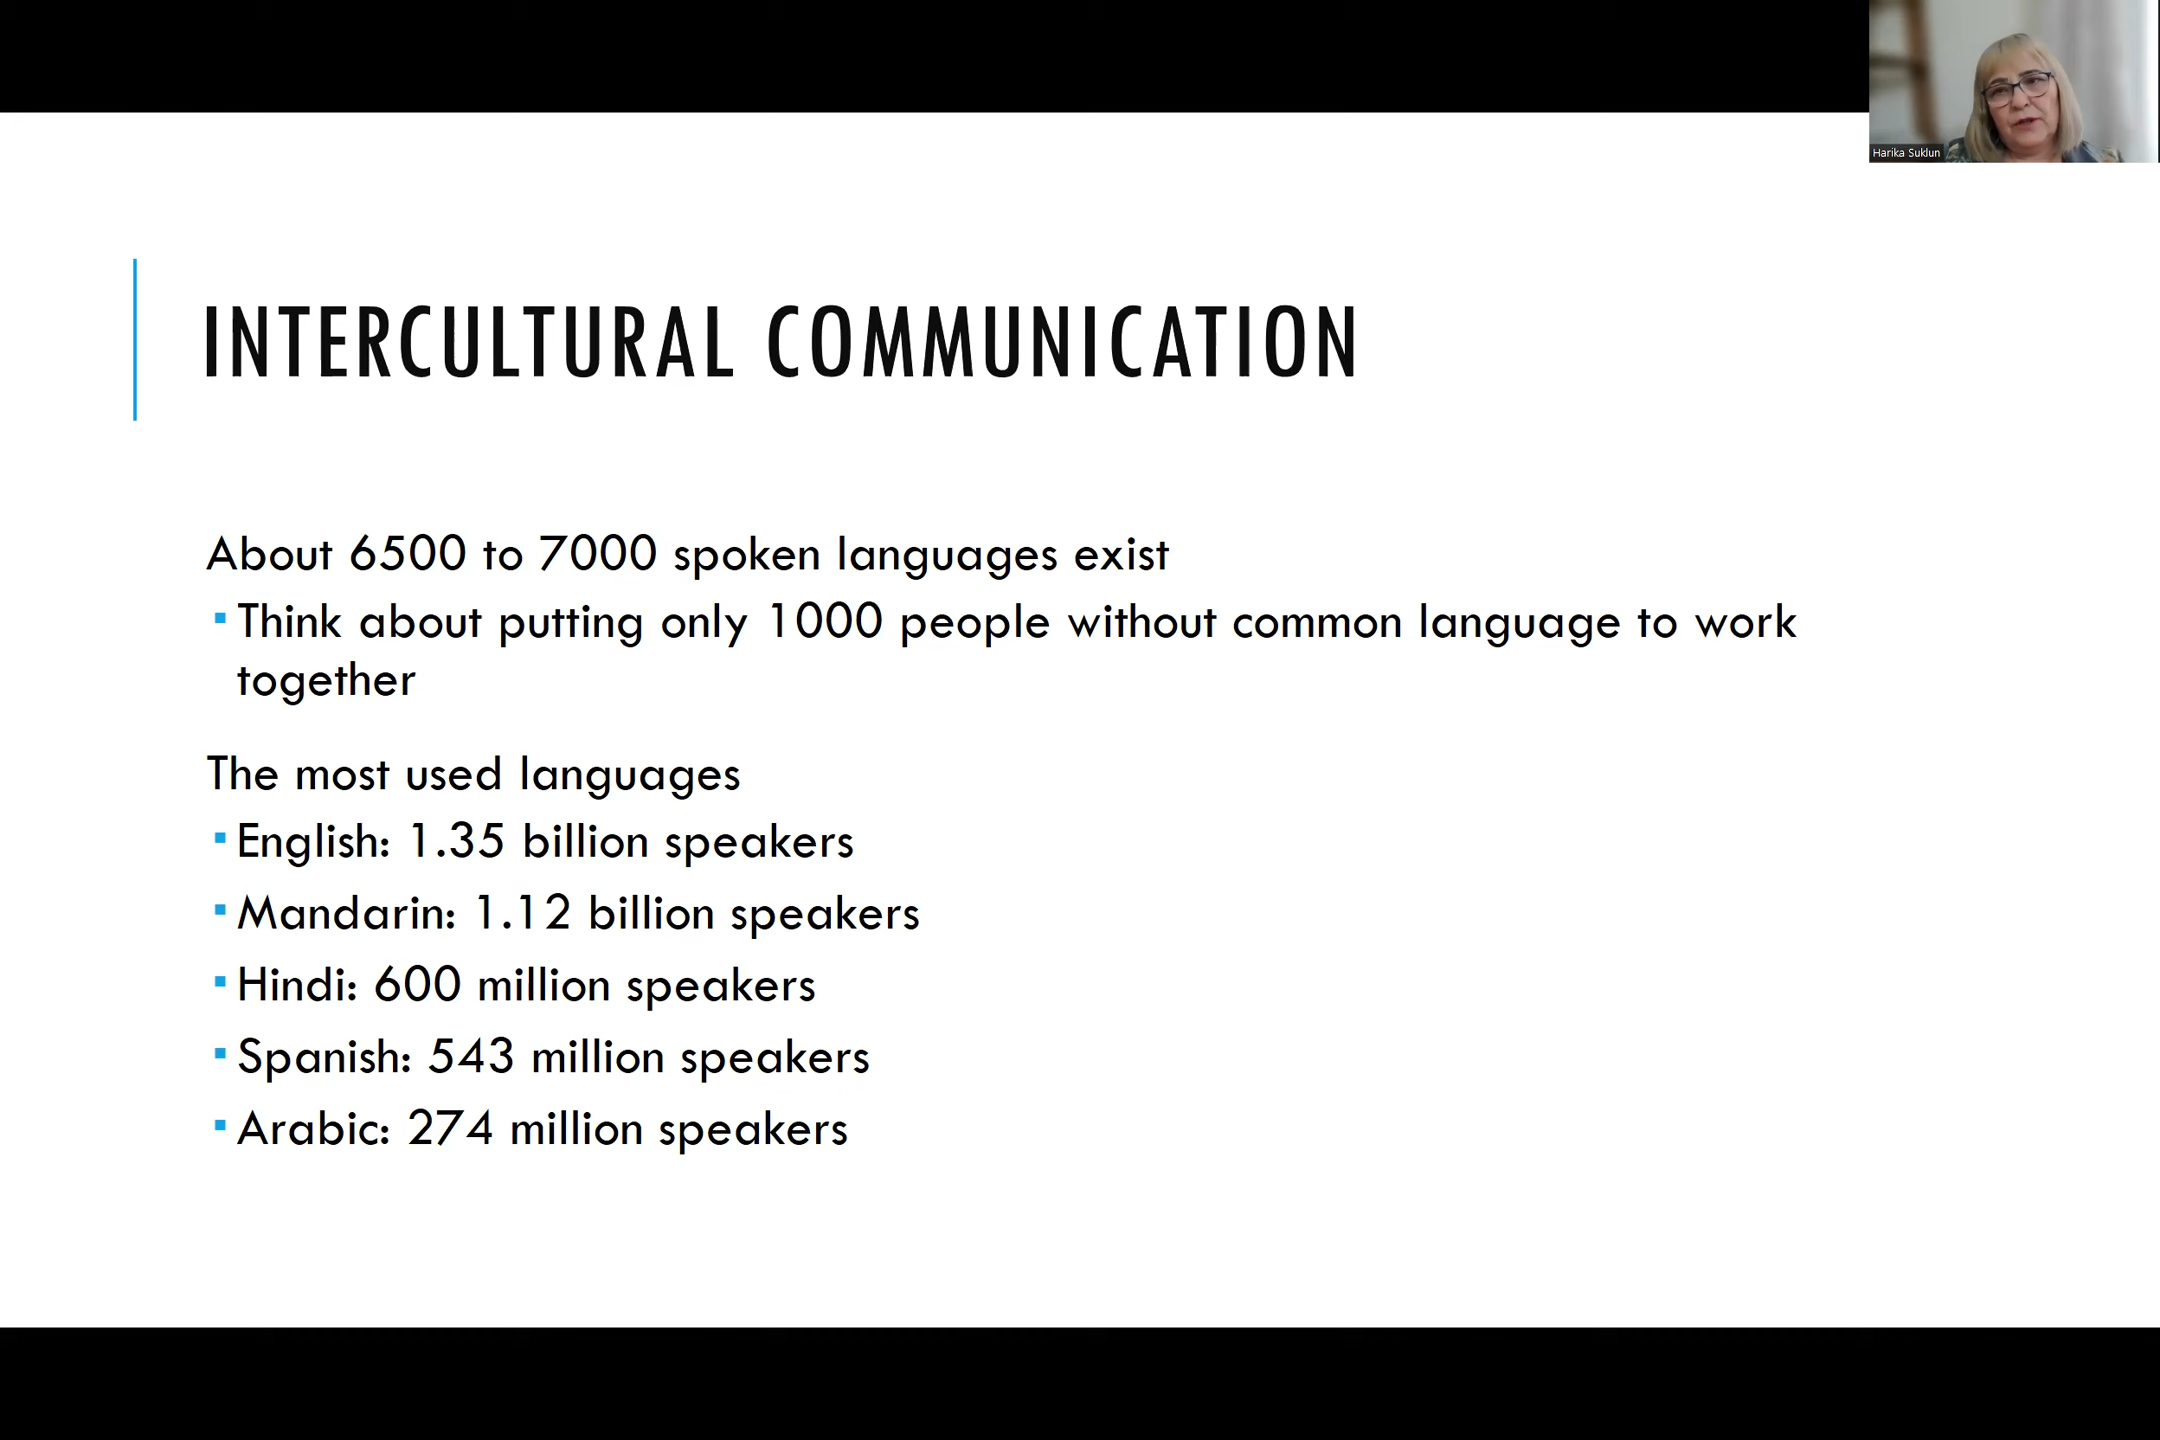 Harika Suklun
INTERCULTURAL COMMUNICATION
About 6500 to 7000 spoken languages exist
▪ Think about putting only 1000 people without common language to work
together
The most used languages
▪ English: 1.35 billion speakers
▪ Mandarin: 1.12 billion speakers
▪ Hindi: 600 million speakers
▪ Spanish: 543 million speakers
▪ Arabic: 274 million speakers